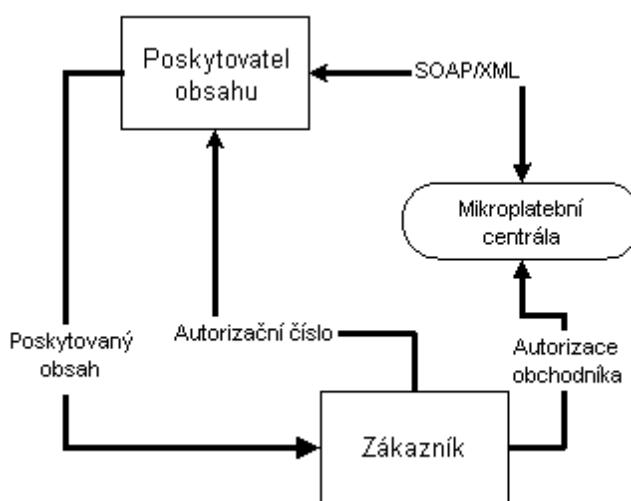 Poskytovatel
obsahu
SOAP/XML
Mikroplatební
centrála
Autorizační číslo
Poskytovaný
obsah
Autorizace
obchodníka
Zákazník